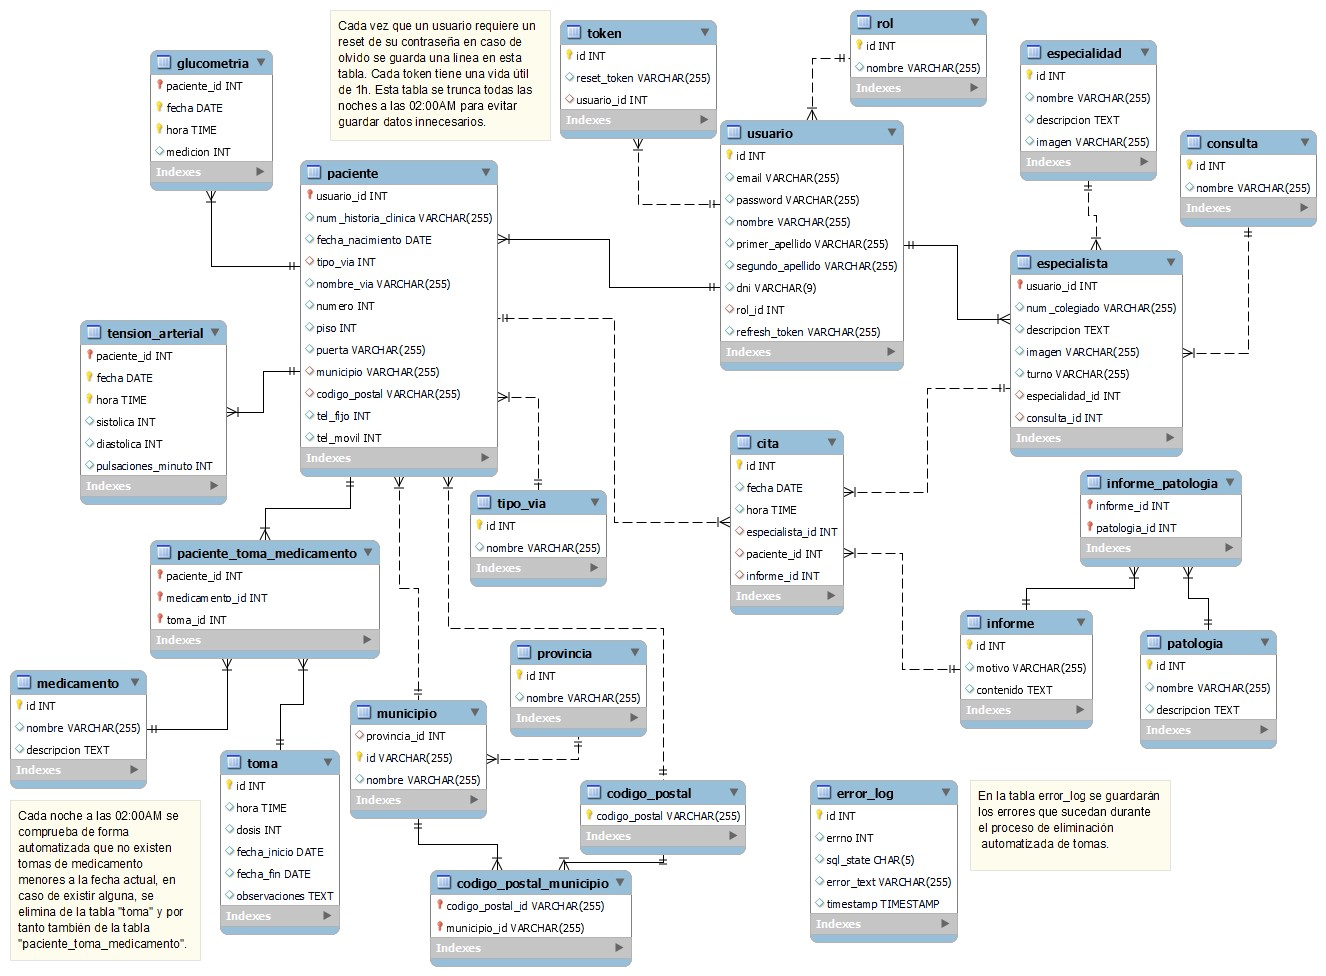 Cada vez que un usuario requiere un
reset de su contraseña en caso de
olvido se guarda una linea en esta
tabla. Cada token tiene una vida útil
de 1h. Esta tabla se trunca todas las
noches a las 02:00AM para evitar
guardar datos innecesarios.
token
id INT
reset_token VARCHAR(255)
usuario_id INT
Indexes
rol
id INT
nombre VARCHAR(255)
Indexes
especialidad
id INT
nombre VARCHAR(255)
descripcion TEXT
imagen VARCHAR(255)
Indexes
glucometria
paciente_id INT
fecha DATE
hora TIME
medicion INT
Indexes
usuario
id INT
email VARCHAR(255)
password VARCHAR(255)
nombre VARCHAR(255)
primer_apellido VARCHAR(255)
segundo_apellido VARCHAR(255)
dni VARCHAR(9)
rol_id INT
refresh_token VARCHAR(255)
Indexes
consulta
id INT
nombre VARCHAR(255)
Indexes
paciente
usuario_id INT
num_historia_clinica VARCHAR(255)
fecha_nacimiento DATE
tipo_via INT
nombre_via VARCHAR(255)
numero INT
piso INT
puerta VARCHAR(255)
municipio VARCHAR(255)
codigo_postal VARCHAR(255)
tel_fijo INT
tel_movil INT
Indexes
especialista
usuario_id INT
num_colegiado VARCHAR(255)
descripcion TEXT
imagen VARCHAR(255)
turno VARCHAR(255)
especialidad_id INT
consulta_id INT
Indexes
tension_arterial
paciente_id INT
fecha DATE
hora TIME
sistolica INT
diastolica INT
pulsaciones_minuto INT
Indexes
cita
id INT
fecha DATE
hora TIME
especialista_id INT
paciente_id INT
informe_id INT
Indexes
informe_patologia
informe_id INT
patologia_id INT
Indexes
tipo_via
id INT
nombre VARCHAR(255)
Indexes
paciente_toma_medicamento
paciente_id INT
medicamento_id INT
toma_id INT
Indexes
informe
id INT
motivo VARCHAR(255)
contenido TEXT
Indexes
patologia
id INT
nombre VARCHAR(255)
descripcion TEXT
Indexes
provincia
id INT
nombre VARCHAR(255)
Indexes
medicamento
id INT
nombre VARCHAR(255)
descripcion TEXT
Indexes
municipio
provincia_id INT
id VARCHAR(255)
nombre VARCHAR(255)
Indexes
toma
id INT
hora TIME
dosis INT
fecha_inicio DATE
fecha_fin DATE
observaciones TEXT
Indexes
codigo_postal
codigo_postal VARCHAR(255)
Indexes
error_log
id INT
errno INT
sql_state CHAR(5)
error_text VARCHAR(255)
timestamp TIMESTAMP
Indexes
En la tabla error_log se guardarán
los errores que sucedan durante
el proceso de eliminación
automatizada de tomas.
Cada noche a las 02:00AM se
comprueba de forma
automatizada que no existen
tomas de medicamento
menores a la fecha actual, en
caso de existir alguna, se
elimina de la tabla "toma" y por
tanto también de la tabla
"paciente_toma_medicamento".
codigo_postal_municipio
codigo_postal_id VARCHAR(255)
municipio_id VARCHAR(255)
Indexes